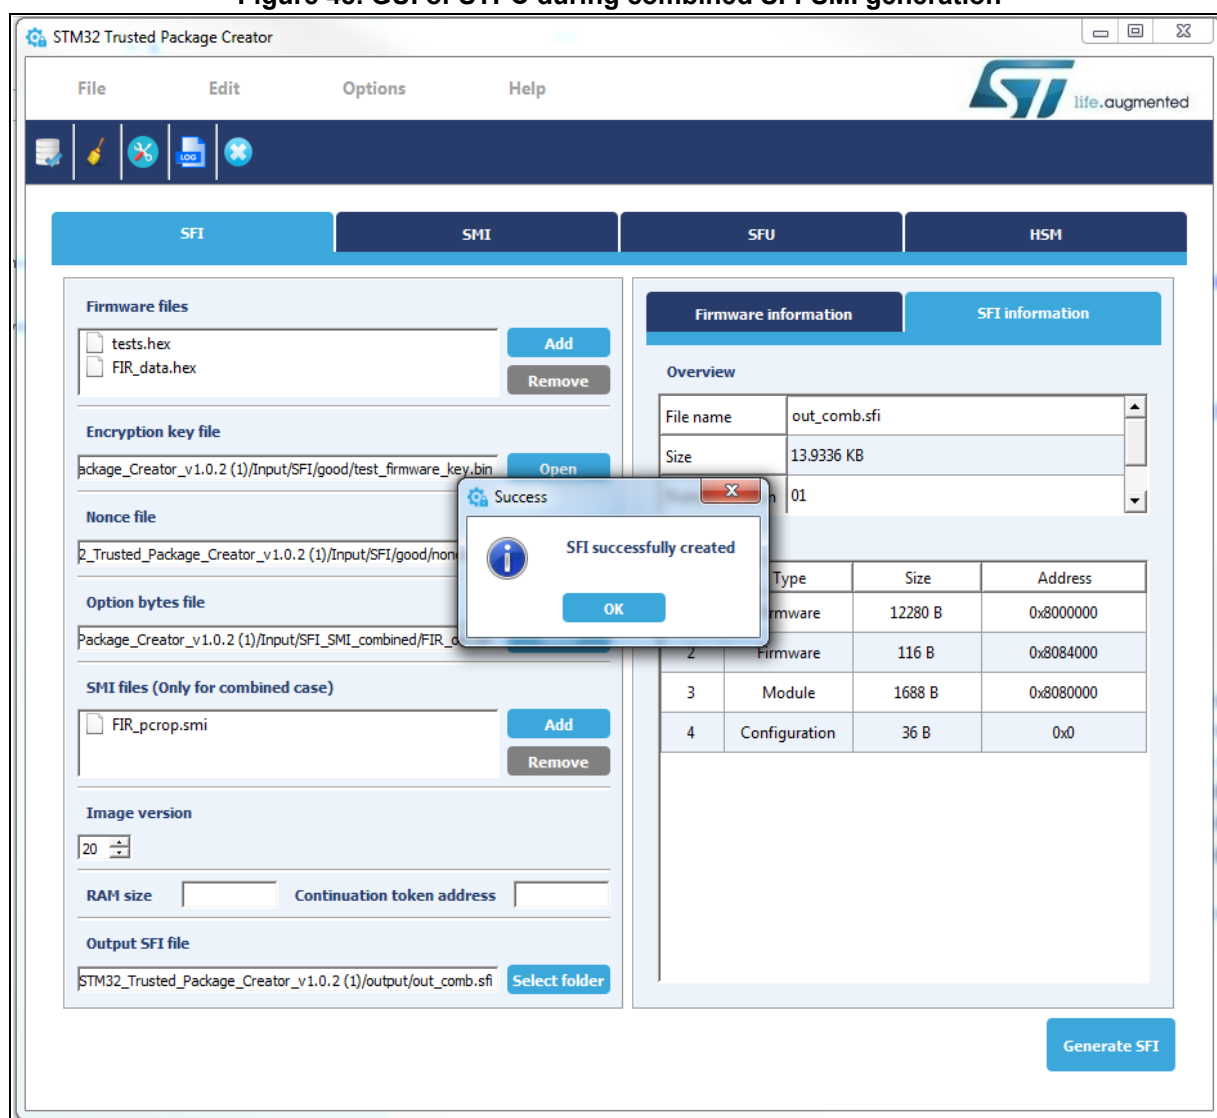 STM32 Trusted Package Creator
File Edit Options Help
life.augmented
LOG
SFI SMI SFU HSM
Firmware files
tests.hex
FIR_data.hex
Add
Remove
Encryption key file
ackage_Creator_v1.0.2 (1)/Input/SFI/good/test_firmware_key.bin
Open
Nonce file
2_Trusted_Package_Creator_v1.0.2 (1)/Input/SFI/good/non
Option bytes file
Package_Creator_v1.0.2 (1)/Input/SFI_SMI_combined/FIR_
SMI files (Only for combined case)
FIR_pcrop.smi
Add
Remove
Image version
20
RAM size Continuation token address
Output SFI file
STM32_Trusted_Package_Creator_v1.0.2 (1)/output/out_comb.sfi
Select folder
Firmware information SFI information
Overview
File name out_comb.sfi
Size 13.9336 KB
01
Type Size Address
rmware 12280 B 0x8000000
2 Firmware 116 B 0x8084000
3 Module 1688 B 0x8080000
4 Configuration 36 B 0x0
Success
SFI successfully created
OK
Generate SFI